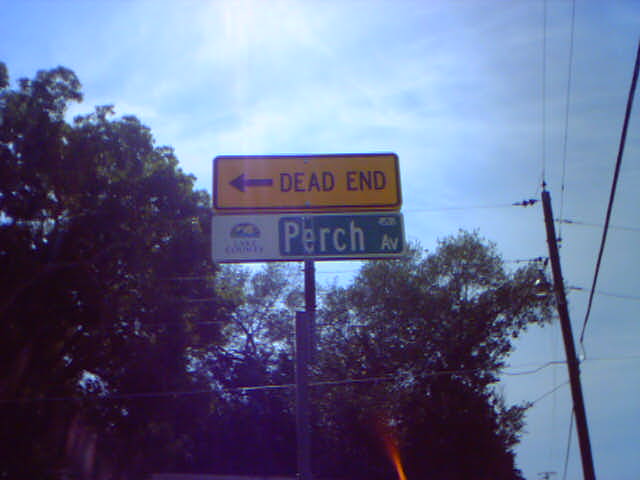 DEAD END
LAKE
COUNTY
Perch Av